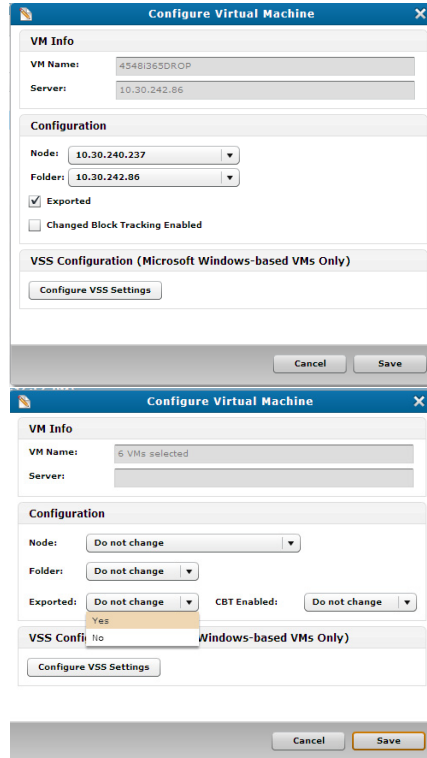 Configure Virtual Machine
VM Info
VM Name: 4548i365DROP
Server: 10.30.242.86
Configuration
Node: 10.30.240.237
Folder: 10.30.242.86
Exported
Changed Block Tracking Enabled
VSS Configuration (Microsoft Windows-based VMs Only)
Configure VSS Settings
Cancel Save
Configure Virtual Machine
VM Info
VM Name: 6 VMs selected
Server:
Configuration
Node: Do not change
Folder: Do not change
Exported: Do not change CBT Enabled: Do not change
Yes
VSS Confi Windows-based VMs Only)
No
Configure VSS Settings
Cancel Save